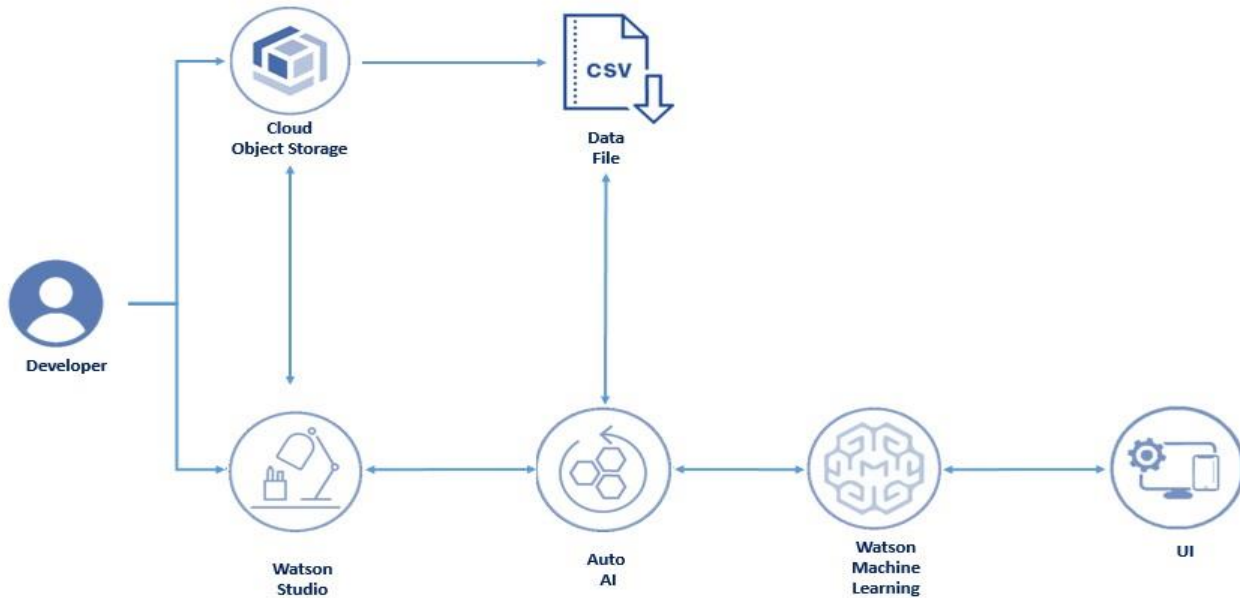 CSV
Cloud
Object Storage
Data
File
Developer
Watson
Studio
Auto
AI
Watson
Machine
Learning
UI